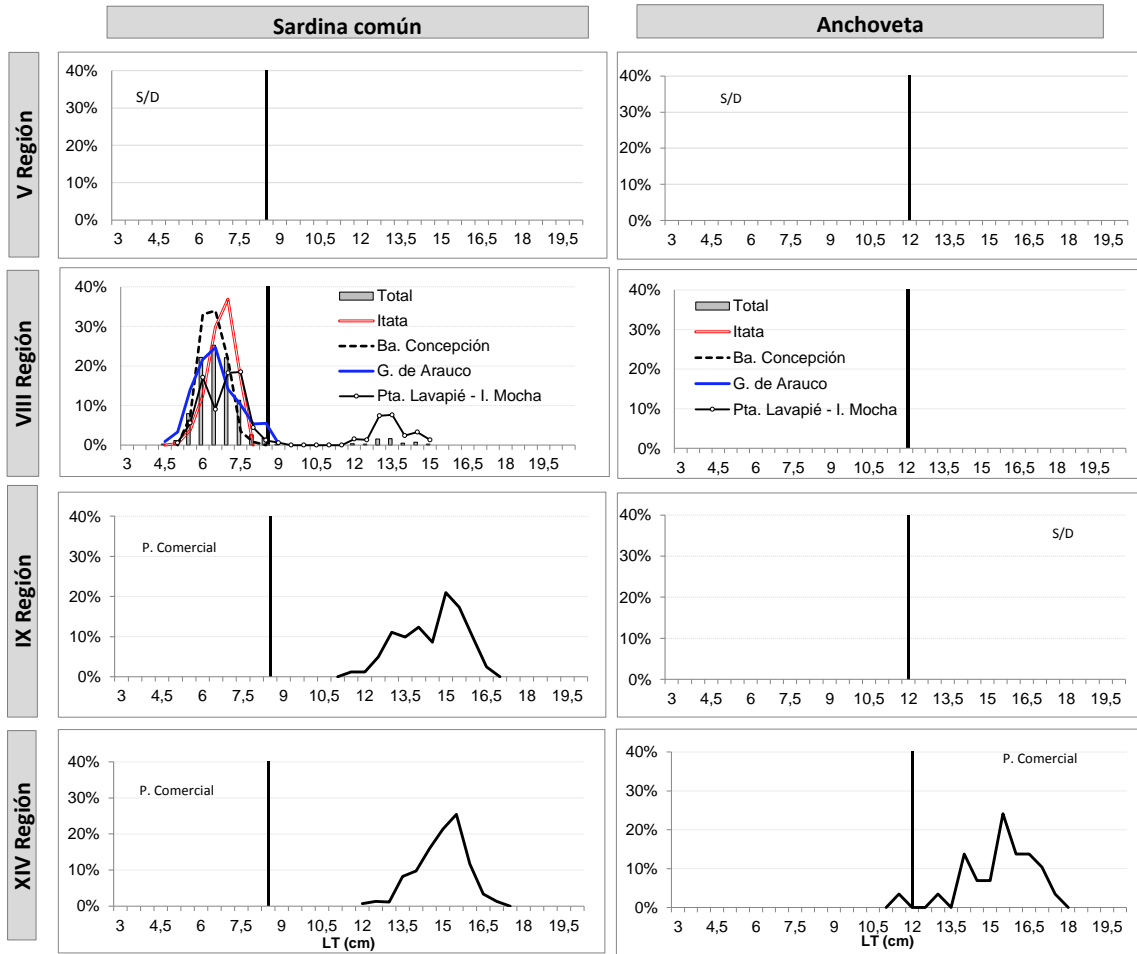 Sardina común
Anchoveta
V Región
40%
30%
20%
10%
0%
S/D
3 4,5 6 7,5 9 10,5 12 13,5 15 16,5 18 19,5
40%
30%
20%
10%
0%
S/D
3 4,5 6 7,5 9 10,5 12 13,5 15 16,5 18 19,5
VIII Región
40%
30%
20%
10%
0%
Total
Itata
Ba. Concepción
G. de Arauco
Pta. Lavapié - I. Mocha
3 4,5 6 7,5 9 10,5 12 13,5 15 16,5 18 19,5
40%
30%
20%
10%
0%
Total
Itata
Ba. Concepción
G. de Arauco
Pta. Lavapié - I. Mocha
3 4,5 6 7,5 9 10,5 12 13,5 15 16,5 18 19,5
IX Región
40%
30%
20%
10%
0%
P. Comercial
3 4,5 6 7,5 9 10,5 12 13,5 15 16,5 18 19,5
40%
30%
20%
10%
0%
S/D
3 4,5 6 7,5 9 10,5 12 13,5 15 16,5 18 19,5
XIV Región
40%
30%
20%
10%
0%
P. Comercial
3 4,5 6 7,5 9 10,5 12 13,5 15 16,5 18 19,5
LT (cm)
40%
30%
20%
10%
0%
P. Comercial
3 4,5 6 7,5 9 10,5 12 13,5 15 16,5 18 19,5
LT (cm)